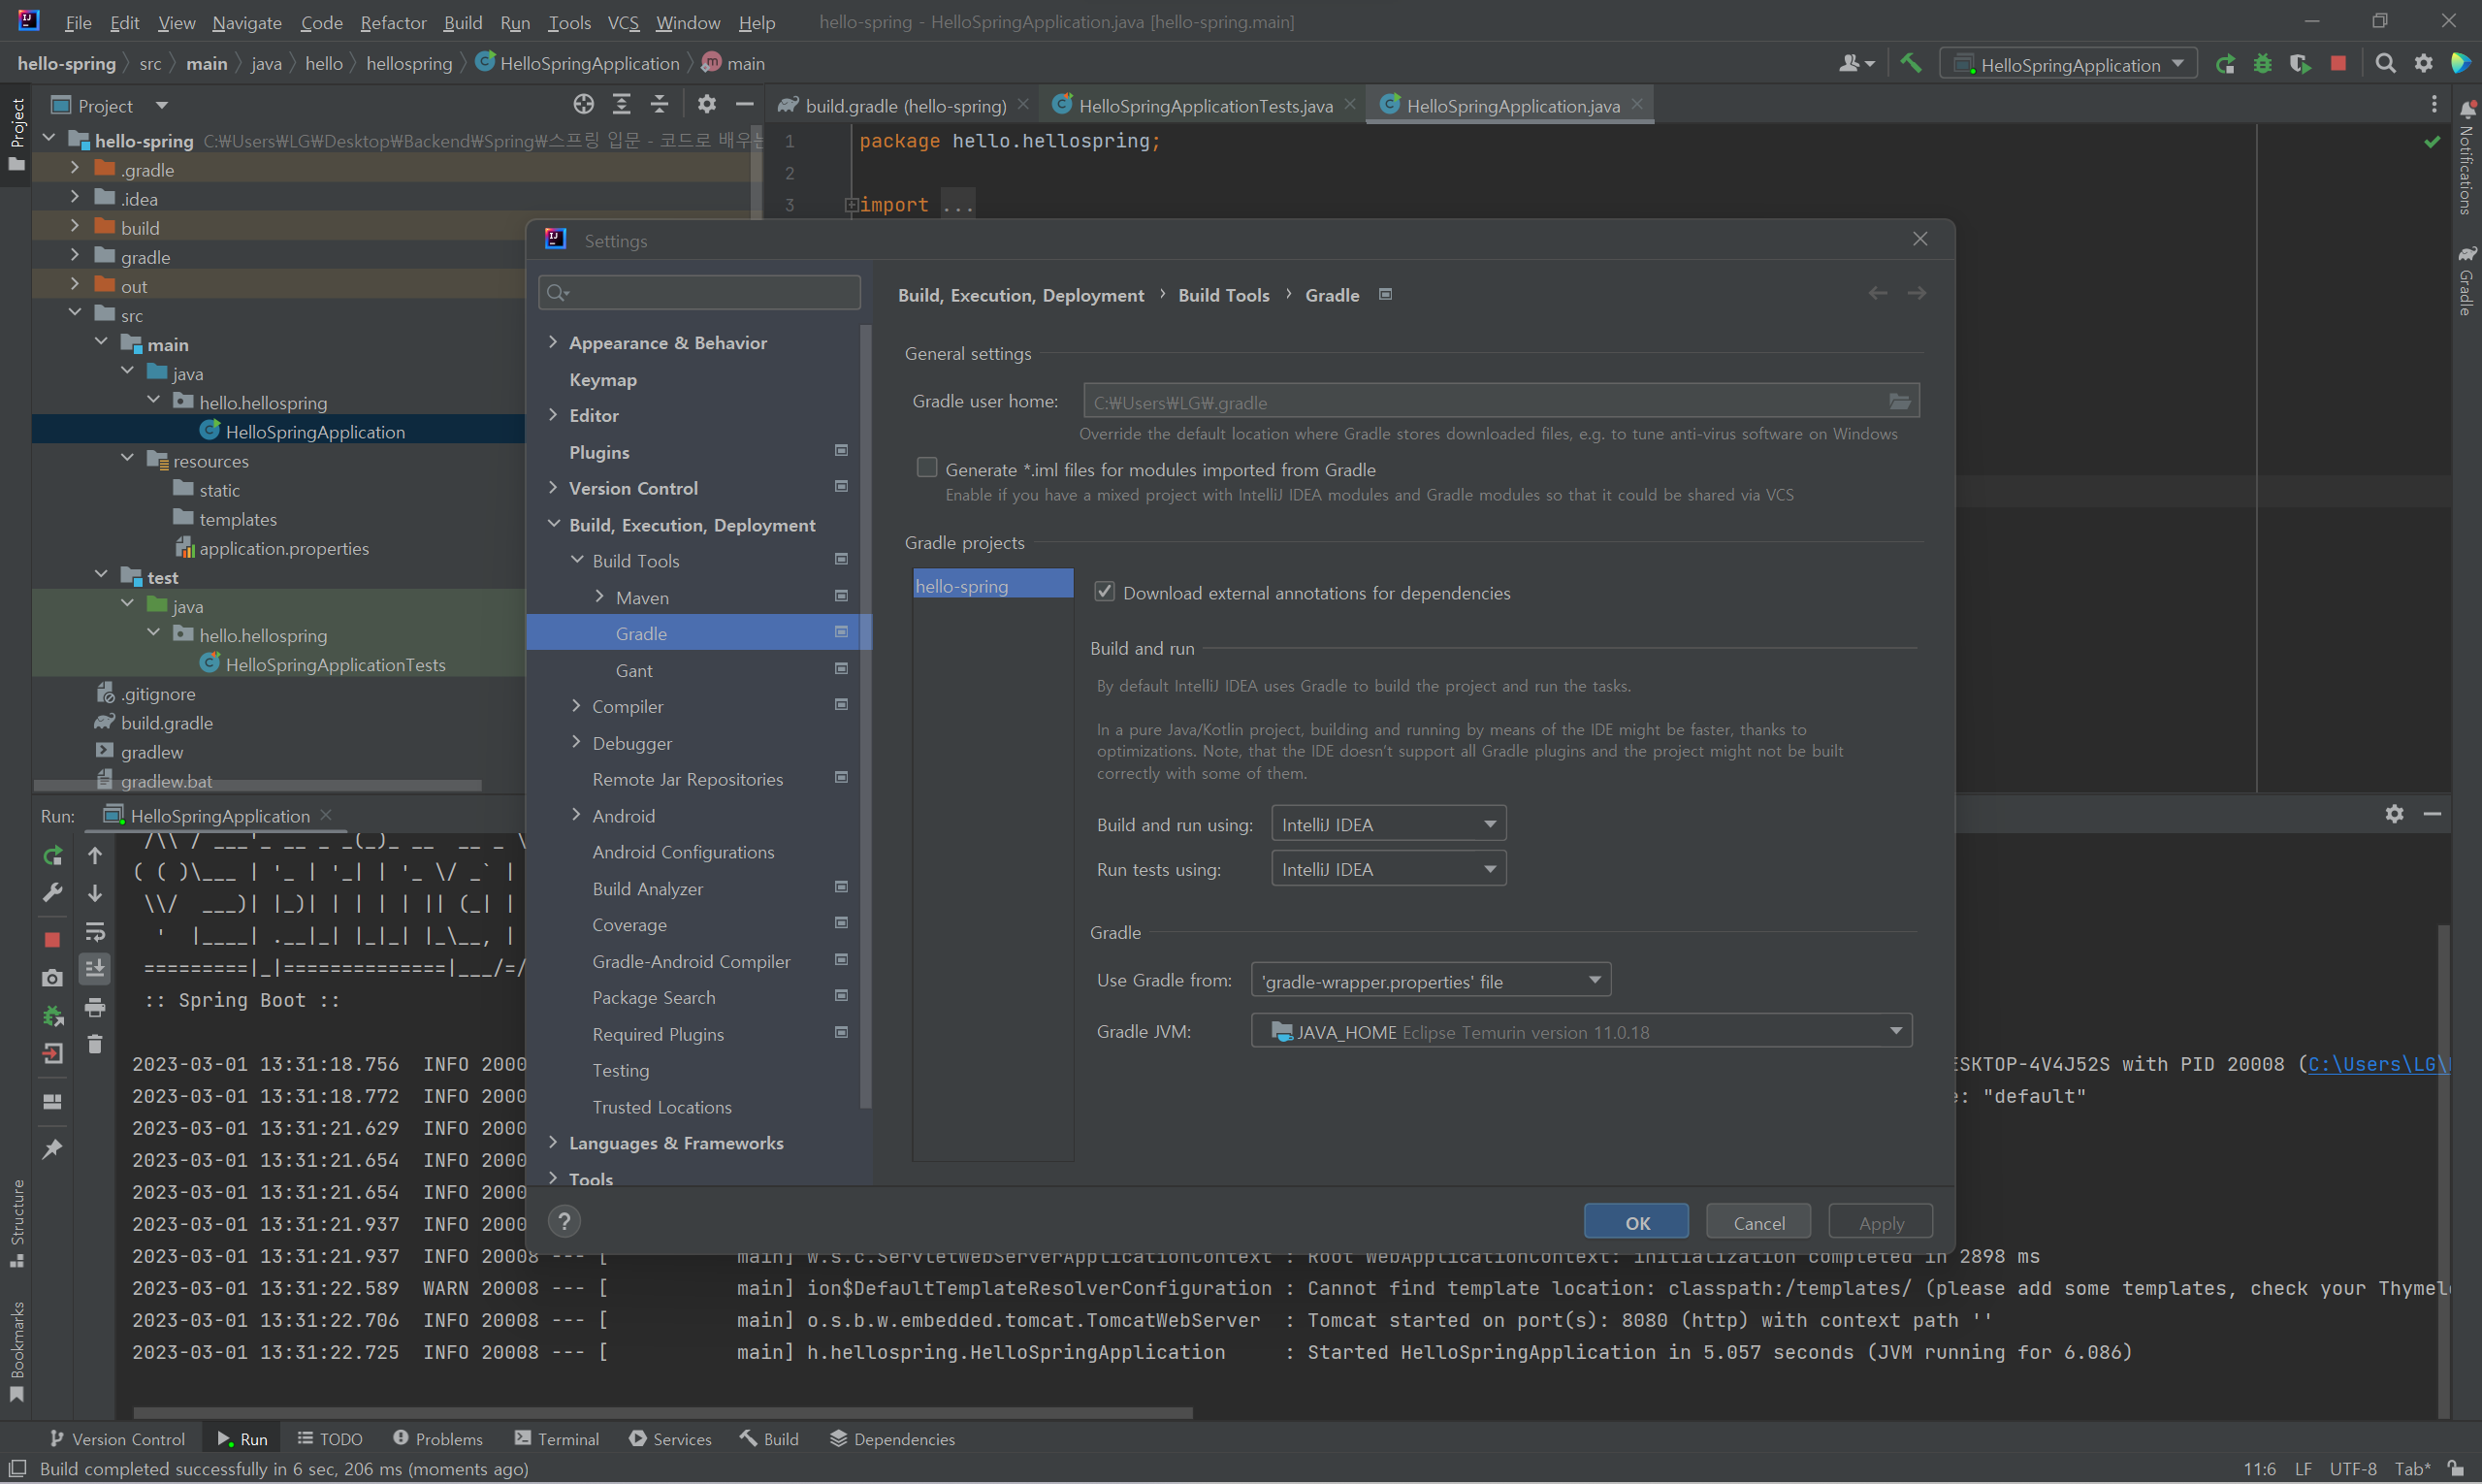 File Edit View Navigate Code Refactor Build Run Tools VCS Window Help hello-spring - HelloSpringApplication.java [hello-spring.main]
hello-spring src main java hello hellospring HelloSpringApplication main
HelloSpringApplication
Project
build.gradle (hello-spring) HelloSpringApplicationTests.java HelloSpringApplication.java
Project
Notifications
Gradle
hello-spring C:₩Users₩LG₩Desktop₩Backend₩Spring₩스프링 입문 - 코드로 배우는
.gradle
.idea
build
gradle
out
src
main
java
hello.hellospring
HelloSpringApplication
resources
static
templates
application.properties
test
java
hello.hellospring
HelloSpringApplicationTests
.gitignore
build.gradle
gradlew
gradlew.bat
1 package hello.hellospring;
2
3 import ...
Settings
Appearance & Behavior
Keymap
Editor
Plugins
Version Control
Build, Execution, Deployment
Build Tools
Maven
Gradle
Gant
Compiler
Debugger
Remote Jar Repositories
Android
Android Configurations
Build Analyzer
Coverage
Gradle-Android Compiler
Package Search
Required Plugins
Testing
Trusted Locations
Languages & Frameworks
Tools
Build, Execution, Deployment › Build Tools › Gradle
General settings
Gradle user home: C:₩Users₩LG₩.gradle
Override the default location where Gradle stores downloaded files, e.g. to tune anti-virus software on Windows
Generate *.iml files for modules imported from Gradle
Enable if you have a mixed project with IntelliJ IDEA modules and Gradle modules so that it could be shared via VCS
Gradle projects
hello-spring
Download external annotations for dependencies
Build and run
By default IntelliJ IDEA uses Gradle to build the project and run the tasks.
In a pure Java/Kotlin project, building and running by means of the IDE might be faster, thanks to
optimizations. Note, that the IDE doesn't support all Gradle plugins and the project might not be built
correctly with some of them.
Build and run using: IntelliJ IDEA
Run tests using: IntelliJ IDEA
Gradle
Use Gradle from: 'gradle-wrapper.properties' file
Gradle JVM: JAVA_HOME Eclipse Temurin version 11.0.18
? OK Cancel Apply
Run: HelloSpringApplication
/\\ / ___'_ __ _ _(_)_ __  __ _ \
( ( )\___ | '_ | '_| | '_ \/ _` |
\\/  ___)| |_)| | | | | || (_| |
'  |____| .__|_| |_|_| |_\__, |
=========|_|==============|___/=/
:: Spring Boot ::
2023-03-01 13:31:18.756 INFO 2000 ESKTOP-4V4J52S with PID 20008 (C:\Users\LG\
2023-03-01 13:31:18.772 INFO 2000 : "default"
2023-03-01 13:31:21.629 INFO 2000
2023-03-01 13:31:21.654 INFO 2000
2023-03-01 13:31:21.654 INFO 2000
2023-03-01 13:31:21.937 INFO 2000
2023-03-01 13:31:21.937 INFO 20008 --- [ main] w.s.c.ServletWebServerApplicationContext : Root WebApplicationContext: initialization completed in 2898 ms
2023-03-01 13:31:22.589 WARN 20008 --- [ main] ion$DefaultTemplateResolverConfiguration : Cannot find template location: classpath:/templates/ (please add some templates, check your Thymel
2023-03-01 13:31:22.706 INFO 20008 --- [ main] o.s.b.w.embedded.tomcat.TomcatWebServer : Tomcat started on port(s): 8080 (http) with context path ''
2023-03-01 13:31:22.725 INFO 20008 --- [ main] h.hellospring.HelloSpringApplication : Started HelloSpringApplication in 5.057 seconds (JVM running for 6.086)
Structure
Bookmarks
Version Control Run TODO Problems Terminal Services Build Dependencies
Build completed successfully in 6 sec, 206 ms (moments ago) 11:6 LF UTF-8 Tab*